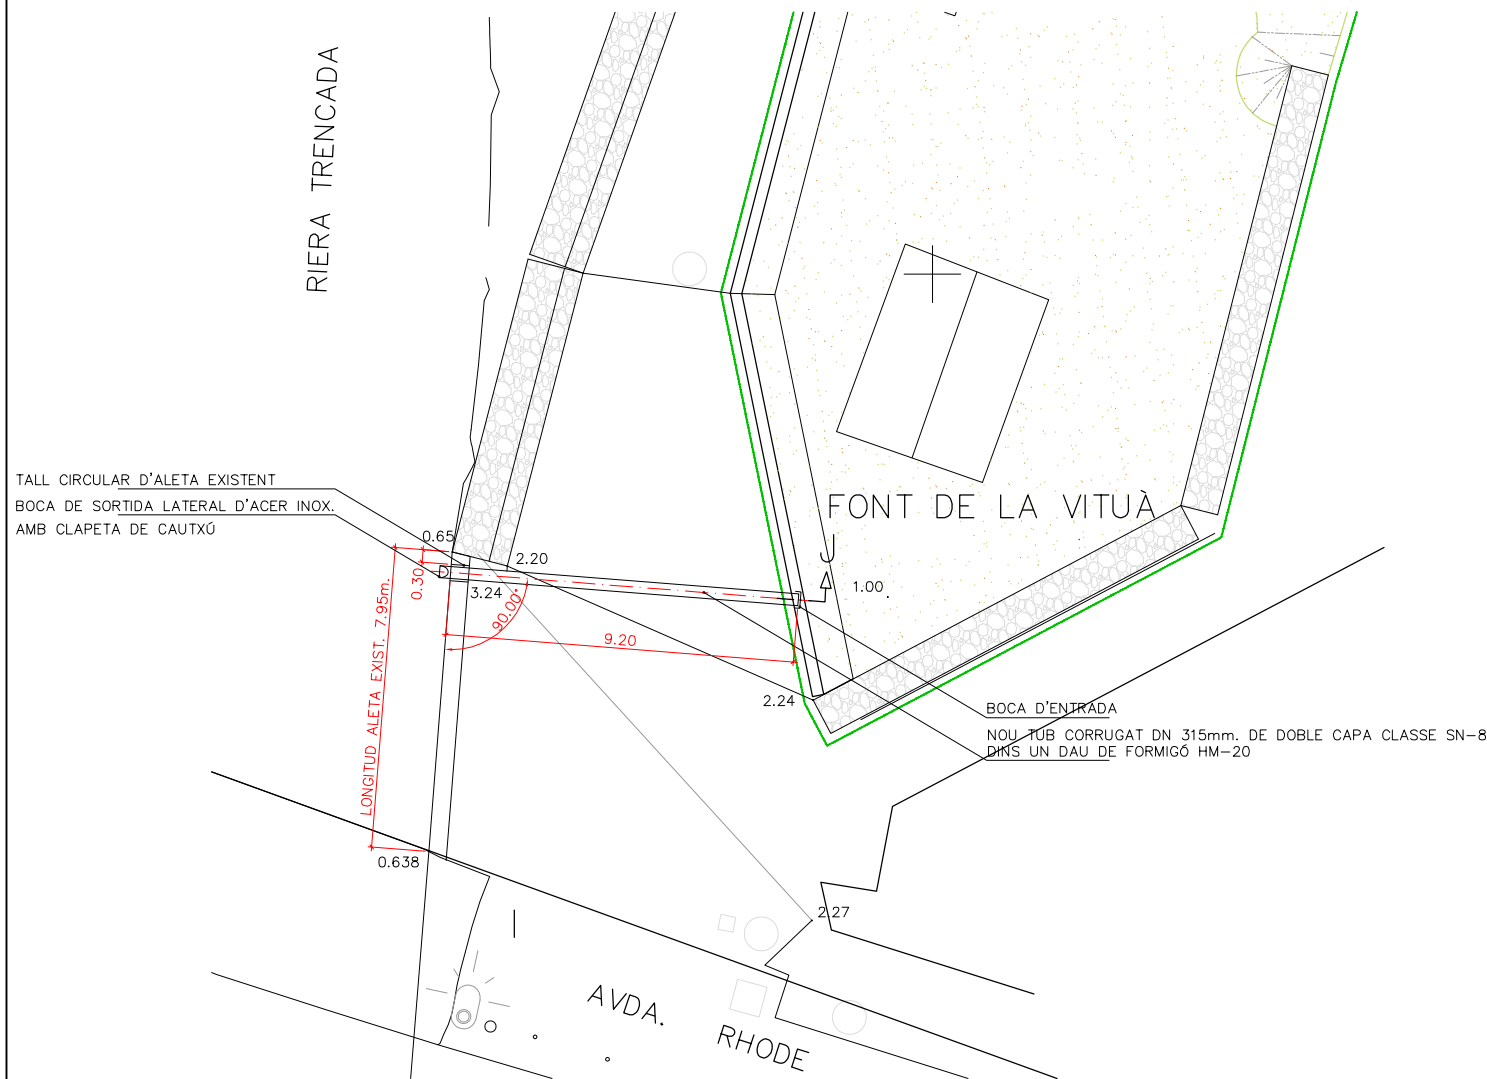 RIERA TRENCADA
TALL CIRCULAR D'ALETA EXISTENT
BOCA DE SORTIDA LATERAL D'ACER INOX.
AMB CLAPETA DE CAUTXÚ
FONT DE LA VITUÀ
0.65
2.20
0.30
3.24
90.00°
1.00
9.20
LONGITUD ALETA EXIST. 7.95m.
2.24
BOCA D'ENTRADA
NOU TUB CORRUGAT DN 315mm. DE DOBLE CAPA CLASSE SN-8
DINS UN DAU DE FORMIGÓ HM-20
0.638
2.27
AVDA. RHODE